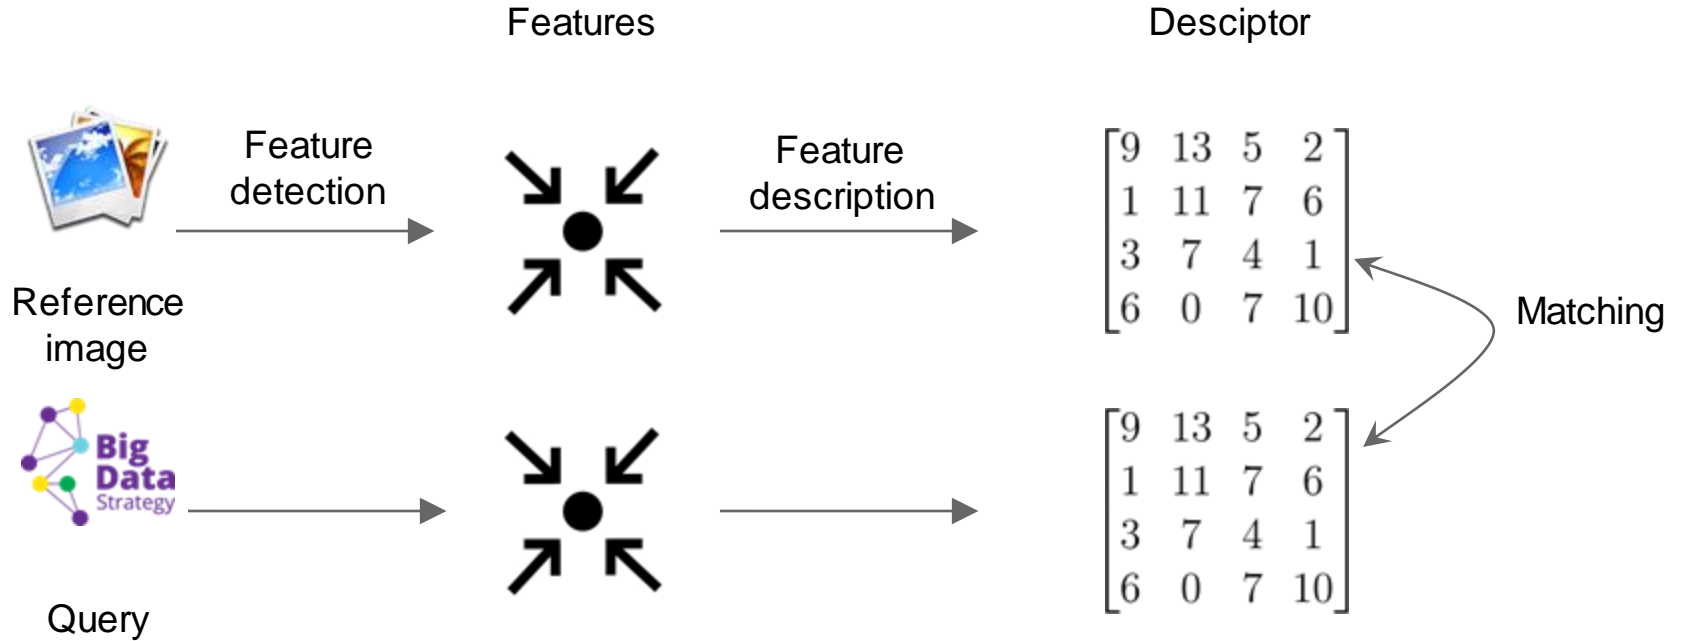 Features
Desciptor
Feature
detection
Feature
description
9 13 5 2
1 11 7 6
3 7 4 1
6 0 7 10
Reference
image
Matching
Big
Data
Strategy
9 13 5 2
1 11 7 6
3 7 4 1
6 0 7 10
Query